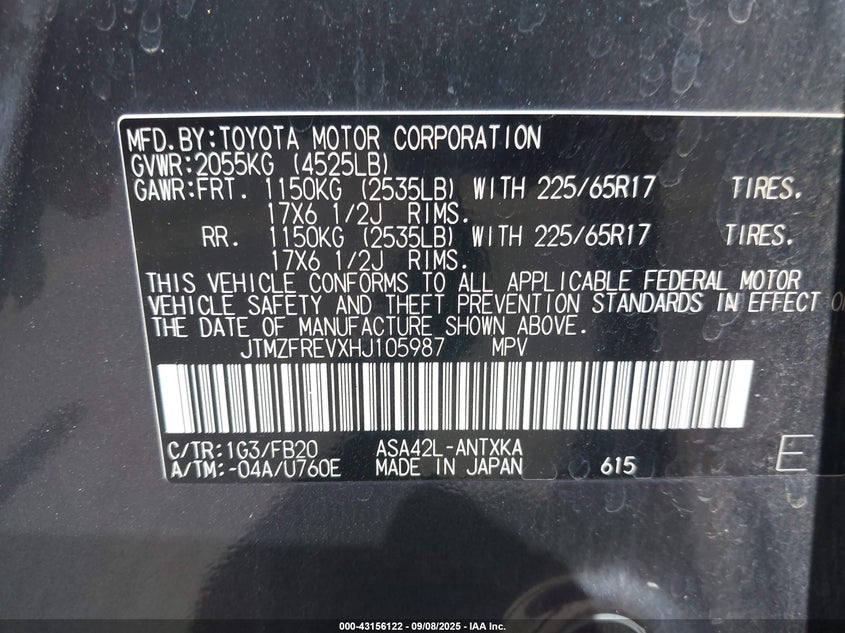 MFD.BY:TOYOTA MOTOR CORPORATION
GVWR:2055KG (4525LB)
GAWR:FRT. 1150KG (2535LB) WITH 225/65R17 TIRES.
17X6 1/2J RIMS.
RR. 1150KG (2535LB) WITH 225/65R17 TIRES.
17X6 1/2J RIMS.
THIS VEHICLE CONFORMS TO ALL APPLICABLE FEDERAL MOTOR
VEHICLE SAFETY AND THEFT PREVENTION STANDARDS IN EFFECT
THE DATE OF MANUFACTURE SHOWN ABOVE.
JTMZFREVXHJ105987 MPV
C/TR:1G3/FB20 ASA42L-ANTXKA
A/TM:-04A/U760E MADE IN JAPAN 615 E
000-43156122 - 09/08/2025 - IAA Inc.